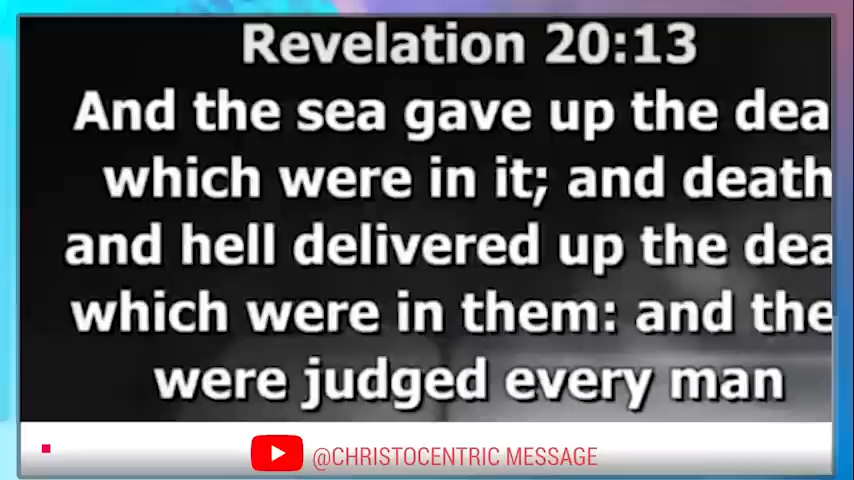 Revelation 20:13
And the sea gave up the dea
which were in it; and death
and hell delivered up the dea
which were in them: and the
were judged every man
@CHRISTOCENTRIC MESSAGE